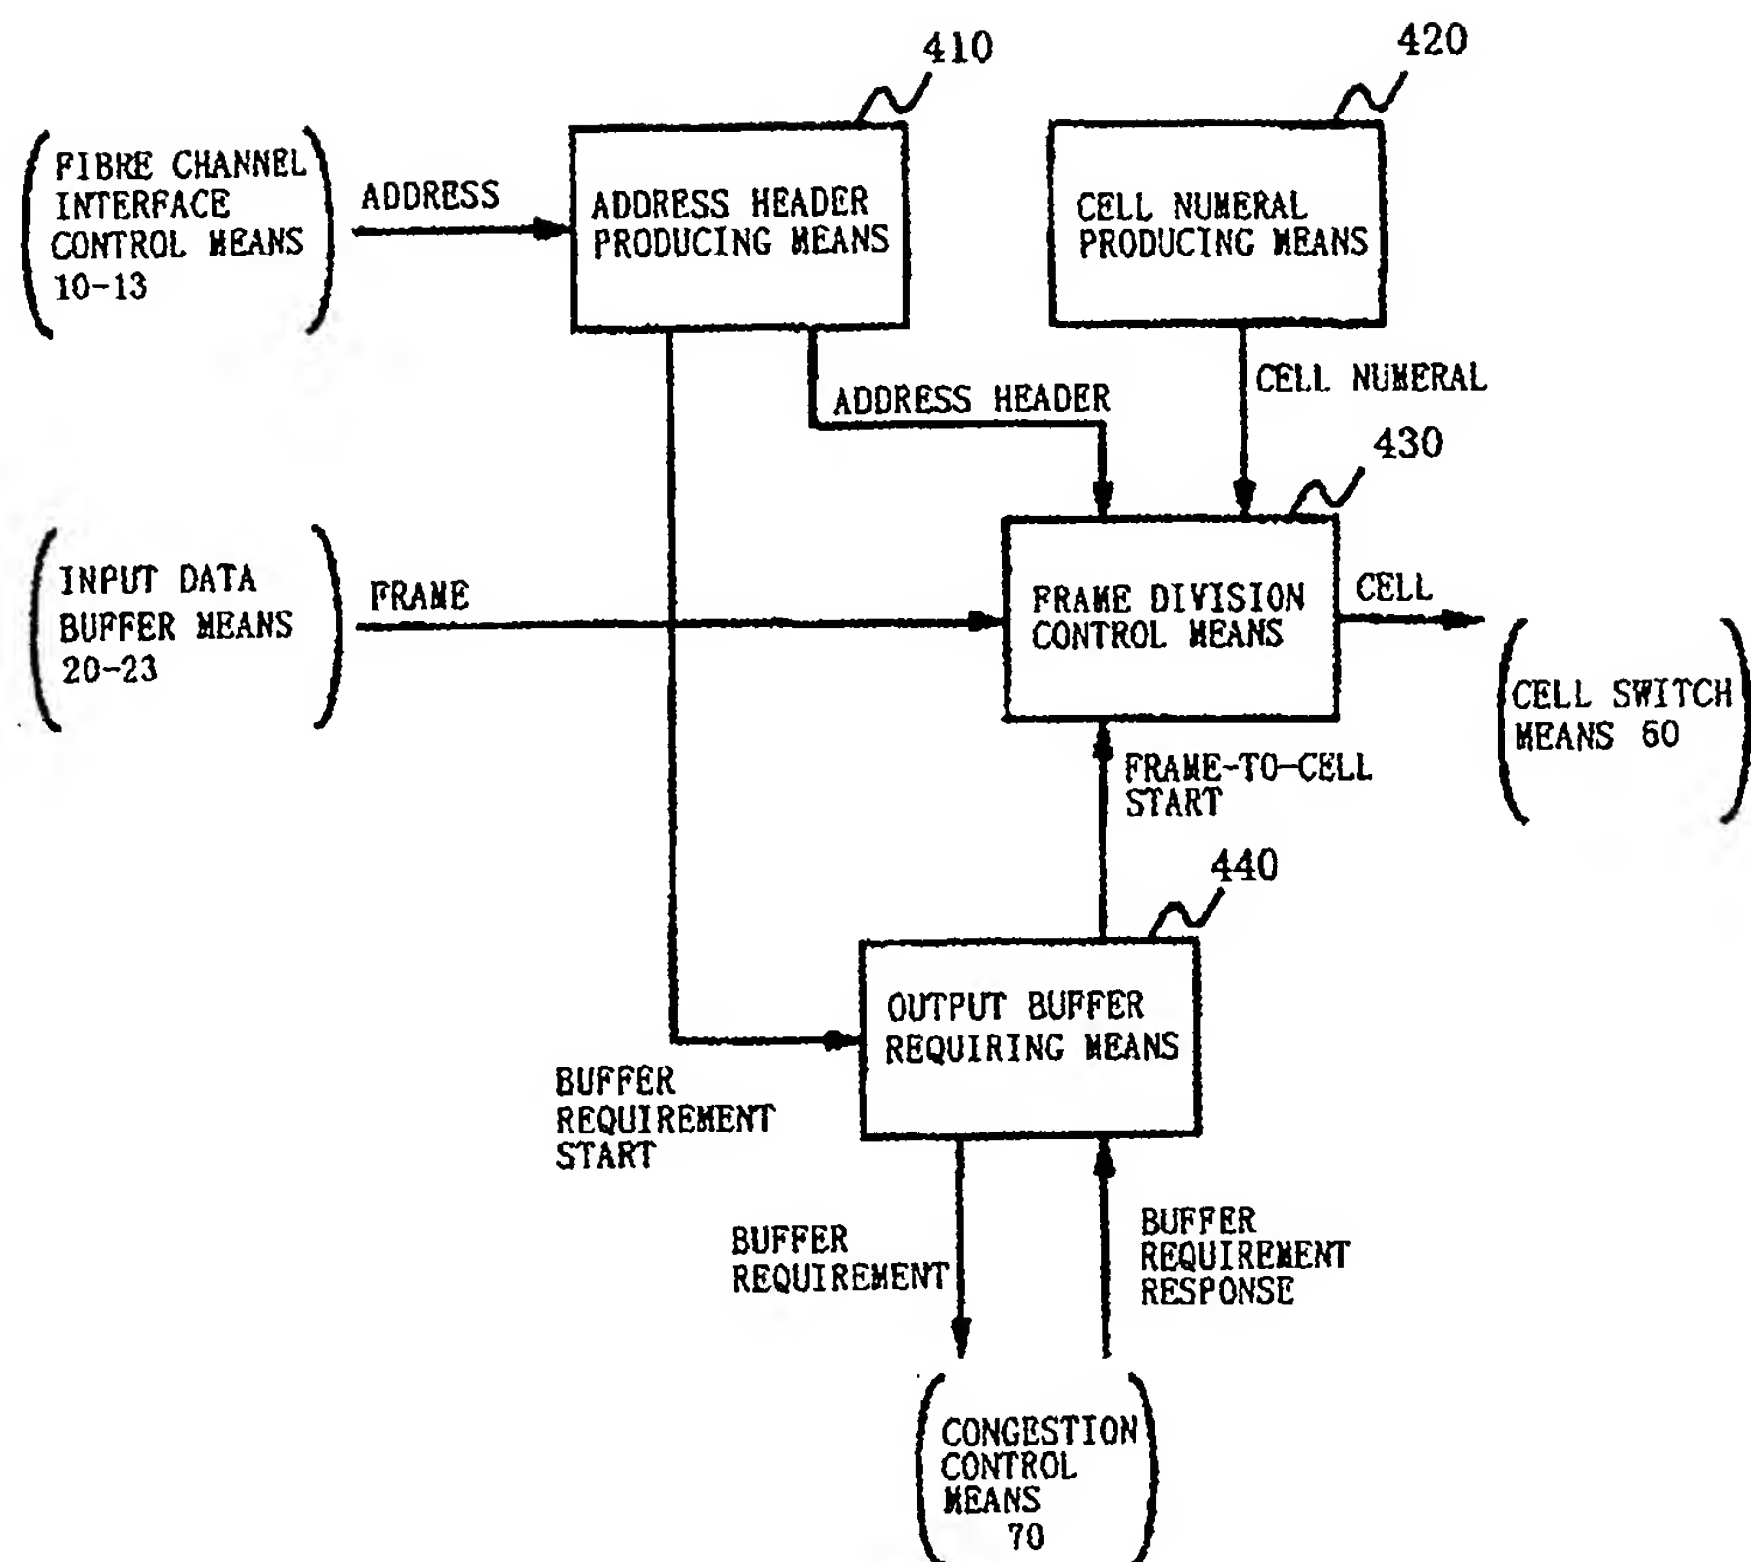 410
420
FIBRE CHANNEL
INTERFACE
CONTROL MEANS
10-13
ADDRESS
ADDRESS HEADER
PRODUCING MEANS
CELL NUMERAL
PRODUCING MEANS
ADDRESS HEADER
CELL NUMERAL
430
INPUT DATA
BUFFER MEANS
20-23
FRAME
FRAME DIVISION
CONTROL MEANS
CELL
CELL SWITCH
MEANS 60
FRAME-TO-CELL
START
440
OUTPUT BUFFER
REQUIRING MEANS
BUFFER
REQUIREMENT
START
BUFFER
REQUIREMENT
BUFFER
REQUIREMENT
RESPONSE
CONGESTION
CONTROL
MEANS
70